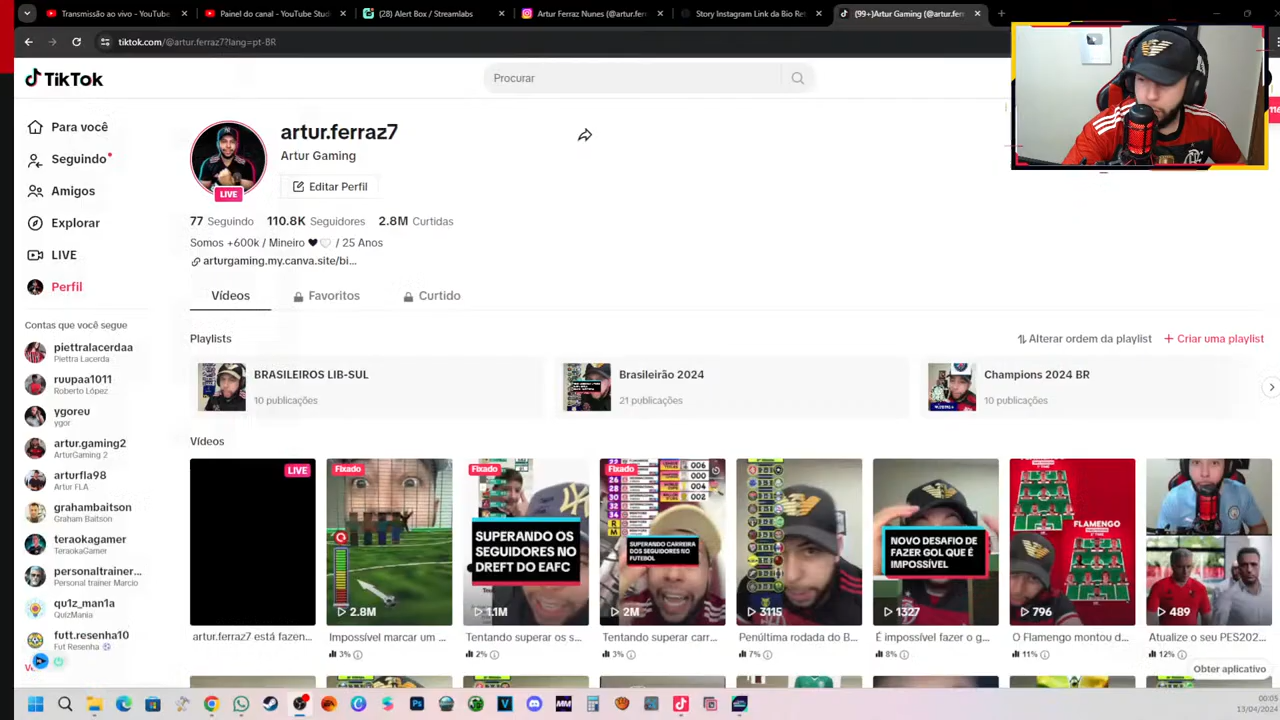 Transmissão ao vivo - YouTube
Painel do canal - YouTube Stud
(28) Alert Box / Streamlabs
Artur Ferraz Nunes (@artur.fer
Story Instagram Link da Bio Re
(99+)Artur Gaming (@artur.fe
tiktok.com/@artur.ferraz7?lang=pt-BR
TikTok
Procurar
Para você
Seguindo
Amigos
Explorar
LIVE
Perfil
Contas que você segue
piettralacerdaa
Piettra Lacerda
ruupaa1011
Roberto López
ygoreu
ygor
artur.gaming2
ArturGaming 2
arturfla98
Artur FLA
grahambaitson
Graham Baitson
teraokagamer
TeraokaGamer
personaltrainer...
Personal trainer Marcio
qu1z_man1a
QuizMania
futt.resenha10
Fut Resenha
artur.ferraz7
Artur Gaming
LIVE
Editar Perfil
77 Seguindo 110.8K Seguidores 2.8M Curtidas
Somos +600k / Mineiro 🖤🤍 / 25 Anos
arturgaming.my.canva.site/bi...
Vídeos
Favoritos
Curtido
Playlists
Alterar ordem da playlist
+ Criar uma playlist
BRASILEIROS LIB-SUL
10 publicações
Brasileirão 2024
21 publicações
Champions 2024 BR
10 publicações
Vídeos
LIVE
artur.ferraz7 está fazen...
Fixado
2.8M
Impossível marcar um ...
3%
Fixado
SUPERANDO OS
SEGUIDORES NO
DREFT DO EAFC
1.1M
Tentando superar os s...
2%
Fixado
006
000
004
002
SUPERANDO CARREIRA
DOS SEGUIDORES NO
FUTEBOL
2M
Tentando superar carr...
3%
3115
Penúltima rodada do B...
7%
NOVO DESAFIO DE
FAZER GOL QUE É
IMPOSSÍVEL
1327
É impossível fazer o g...
8%
FLAMENGO
796
O Flamengo montou d...
11%
489
Atualize o seu PES202...
12%
Obter aplicativo
00:05
13/04/2024